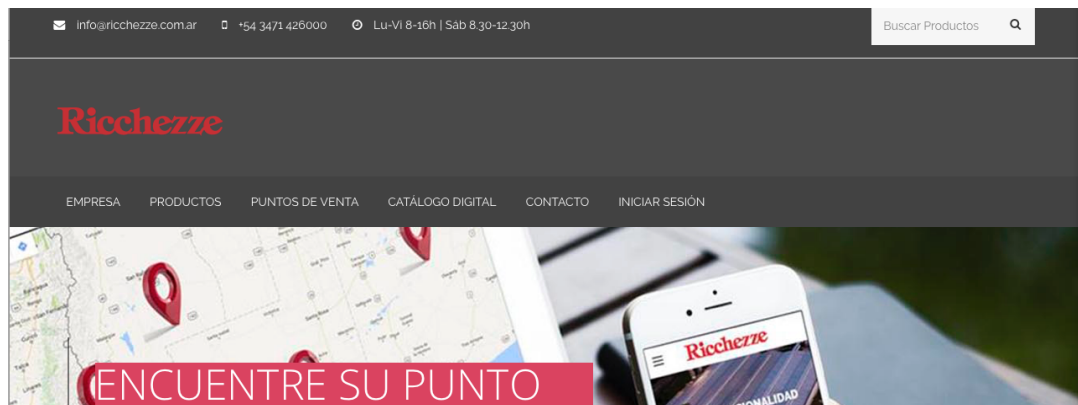 info@ricchezze.com.ar +54 3471 426000 Lu-Vi 8-16h | Sáb 8.30-12.30h Buscar Productos
Ricchezze
EMPRESA PRODUCTOS PUNTOS DE VENTA CATÁLOGO DIGITAL CONTACTO INICIAR SESIÓN
Ricchezze
ENCUENTRE SU PUNTO